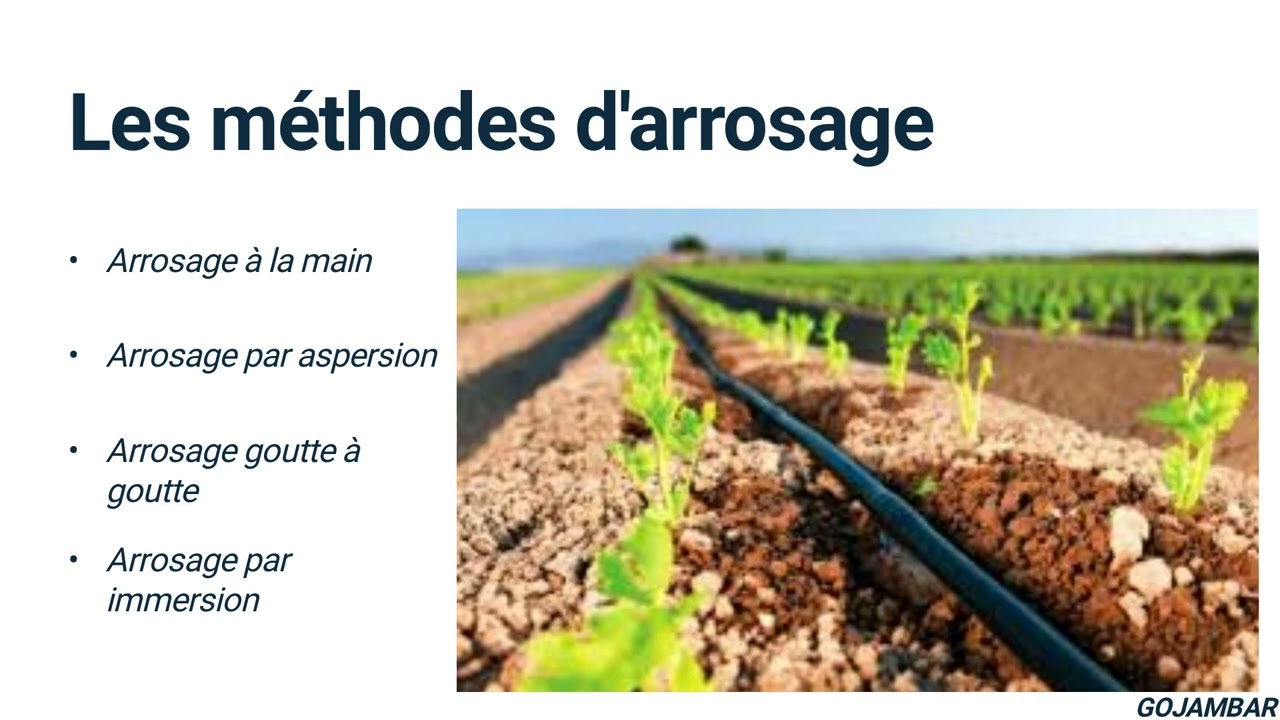 Les méthodes d'arrosage
• Arrosage à la main
• Arrosage par aspersion
• Arrosage goutte à
goutte
• Arrosage par
immersion
GOJAMBAR